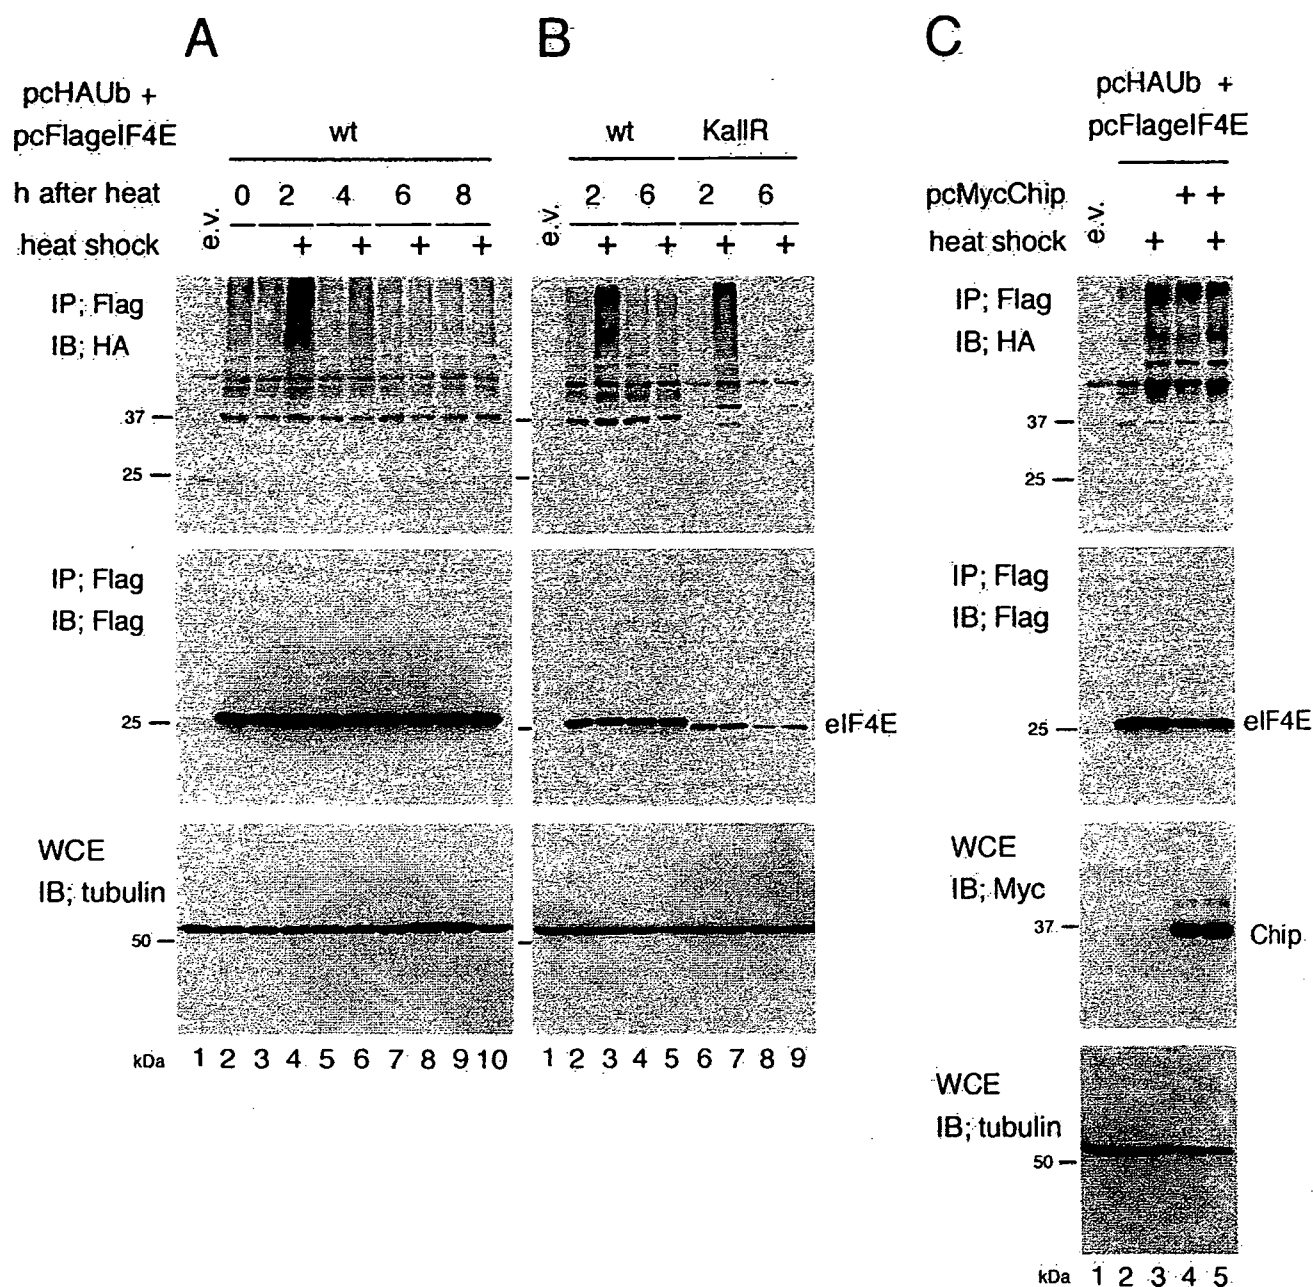 A
pcHAUb +
pcFlageIF4E
wt
h after heat
0 2 4 6 8
e.v.
heat shock
+ + + +
IP; Flag
IB; HA
37
25
IP; Flag
IB; Flag
25
WCE
IB; tubulin
50
kDa 1 2 3 4 5 6 7 8 9 10
B
wt KallR
2 6 2 6
e.v.
+ + + +
eIF4E
1 2 3 4 5 6 7 8 9
C
pcHAUb +
pcFlageIF4E
pcMycChip
+ +
e.v.
heat shock
+ +
IP; Flag
IB; HA
37
25
IP; Flag
IB; Flag
25
eIF4E
WCE
IB; Myc
37
Chip
WCE
IB; tubulin
50
kDa 1 2 3 4 5